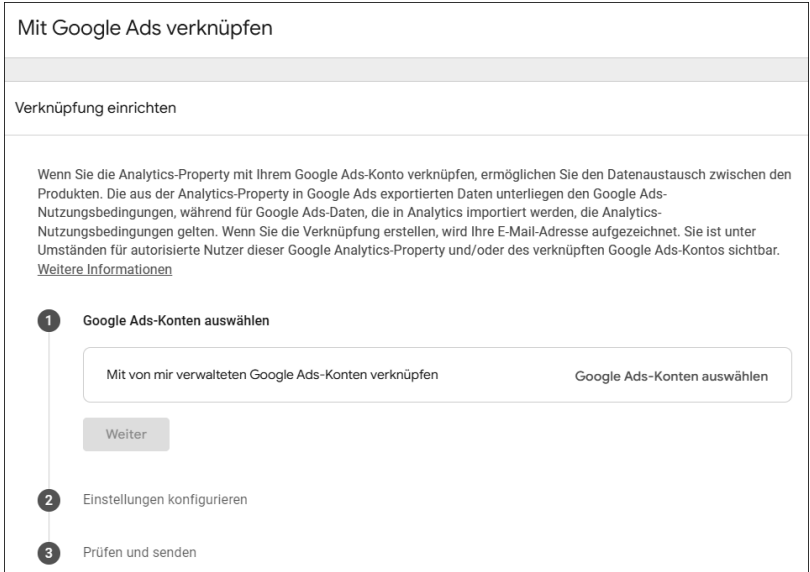 Mit Google Ads verknüpfen
Verknüpfung einrichten
Wenn Sie die Analytics-Property mit Ihrem Google Ads-Konto verknüpfen, ermöglichen Sie den Datenaustausch zwischen den
Produkten. Die aus der Analytics-Property in Google Ads exportierten Daten unterliegen den Google Ads-
Nutzungsbedingungen, während für Google Ads-Daten, die in Analytics importiert werden, die Analytics-
Nutzungsbedingungen gelten. Wenn Sie die Verknüpfung erstellen, wird Ihre E-Mail-Adresse aufgezeichnet. Sie ist unter
Umständen für autorisierte Nutzer dieser Google Analytics-Property und/oder des verknüpften Google Ads-Kontos sichtbar.
Weitere Informationen
1 Google Ads-Konten auswählen
Mit von mir verwalteten Google Ads-Konten verknüpfen Google Ads-Konten auswählen
Weiter
2 Einstellungen konfigurieren
3 Prüfen und senden